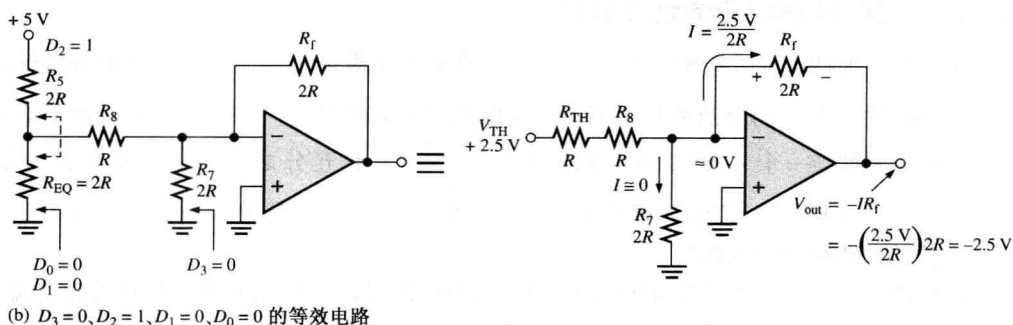 + 5 V
D₂ = 1
R₅
2R
R₈
R
R_EQ = 2R
R₇
2R
R_f
2R
−
+
D₀ = 0
D₁ = 0
D₃ = 0
≡
V_TH
+ 2.5 V
R_TH
R
R₈
R
I = 2.5 V / 2R
R_f
+ −
2R
I ≅ 0
≈ 0 V
R₇
2R
−
+
V_out = −IR_f
= −(2.5 V / 2R) 2R = −2.5 V
(b) D₃ = 0、D₂ = 1、D₁ = 0、D₀ = 0 的等效电路